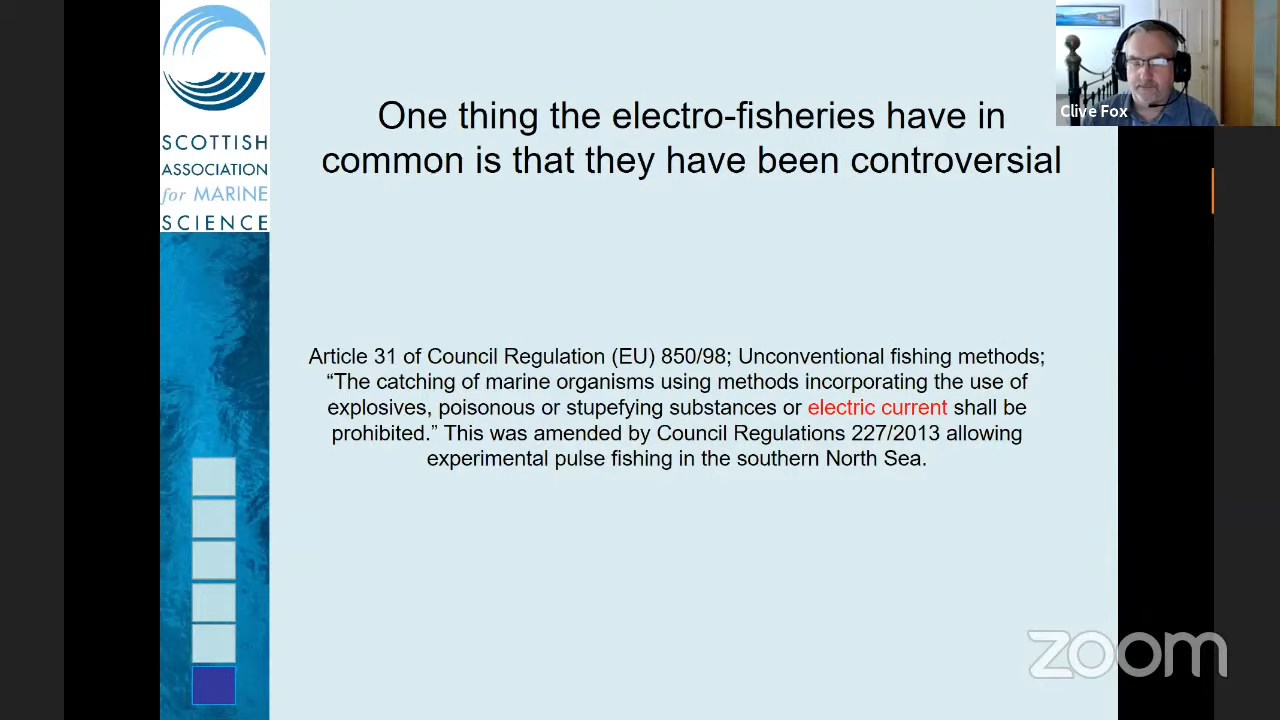 SCOTTISH
ASSOCIATION
for MARINE
SCIENCE
One thing the electro-fisheries have in
common is that they have been controversial
Clive Fox
Article 31 of Council Regulation (EU) 850/98; Unconventional fishing methods;
“The catching of marine organisms using methods incorporating the use of
explosives, poisonous or stupefying substances or electric current shall be
prohibited.” This was amended by Council Regulations 227/2013 allowing
experimental pulse fishing in the southern North Sea.
zoom